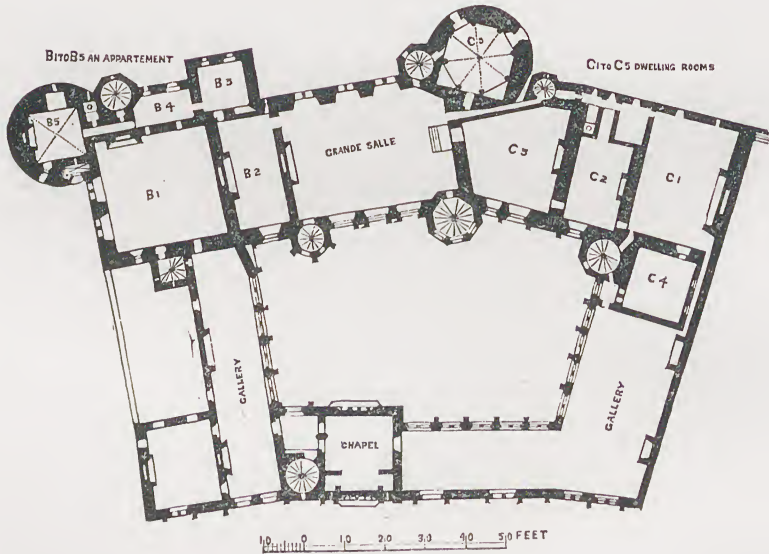 B1 TO B5 AN APPARTEMENT
C1 TO C5 DWELLING ROOMS
C5
B3
B4
B5
GRANDE SALLE
B2
B1
C3
C2
C1
C4
GALLERY
GALLERY
CHAPEL
10 0 10 20 30 40 50 FEET